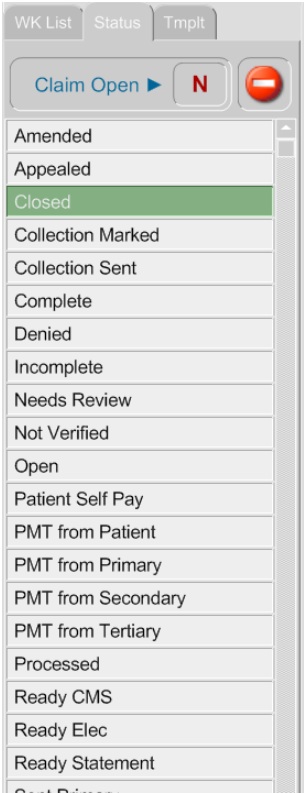 WK List Status Tmplt
Claim Open ► N
Amended
Appealed
Closed
Collection Marked
Collection Sent
Complete
Denied
Incomplete
Needs Review
Not Verified
Open
Patient Self Pay
PMT from Patient
PMT from Primary
PMT from Secondary
PMT from Tertiary
Processed
Ready CMS
Ready Elec
Ready Statement
Sent Primary